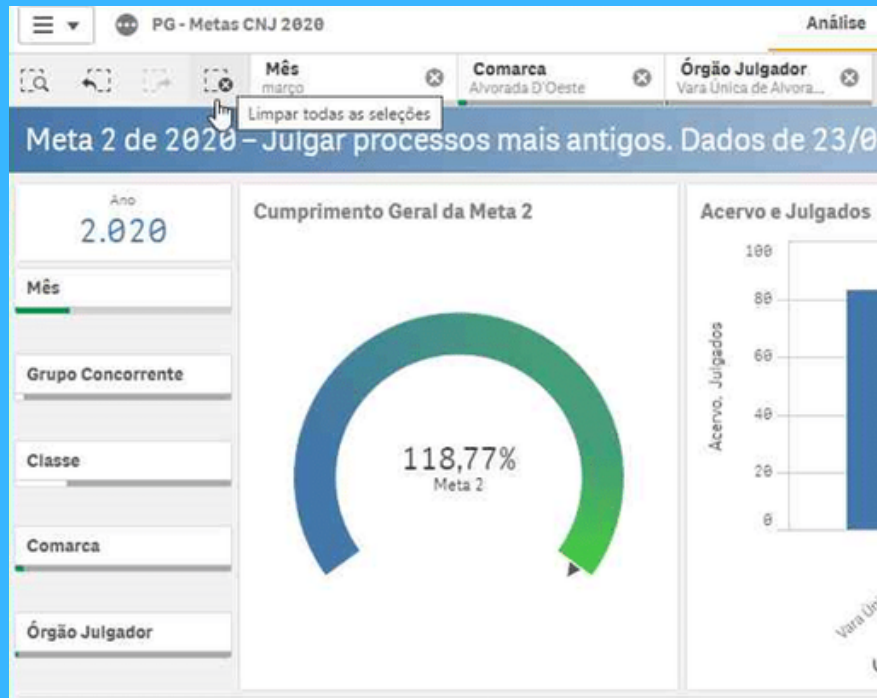 PG - Metas CNJ 2020
Análise
Mês
março
Comarca
Alvorada D'Oeste
Órgão Julgador
Vara Única de Alvora...
Limpar todas as seleções
Meta 2 de 2020 – Julgar processos mais antigos. Dados de 23/0
Ano
2.020
Mês
Grupo Concorrente
Classe
Comarca
Órgão Julgador
Cumprimento Geral da Meta 2
118,77%
Meta 2
Acervo e Julgados
100
80
60
40
20
0
Acervo, Julgados
Vara Úni